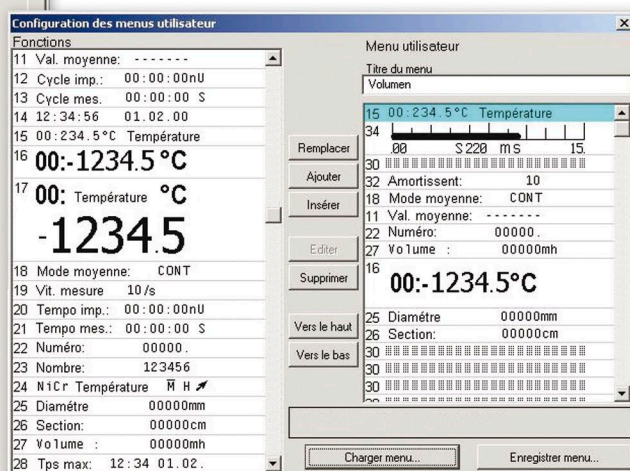 Configuration des menus utilisateur
Fonctions
11 Val. moyenne: -------
12 Cycle imp.: 00:00:00nU
13 Cycle mes. 00:00:00 S
14 12:34:56 01.02.00
15 00:234.5°C Température
16 00:-1234.5 °C
17 00: Température °C
-1234.5
18 Mode moyenne: CONT
19 Vit. mesure 10/s
20 Tempo imp.: 00:00:00nU
21 Tempo mes.: 00:00:00 S
22 Numéro: 00000.
23 Nombre: 123456
24 NiCr Température M H
25 Diamétre 00000mm
26 Section: 00000cm
27 Volume : 00000mh
28 Tps max: 12:34 01.02.
Remplacer
Ajouter
Insérer
Editer
Supprimer
Vers le haut
Vers le bas
Menu utilisateur
Titre du menu
Volumen
15 00:234.5°C Température
34
.00 S220 ms 15.
30
32 Amortissent: 10
18 Mode moyenne: CONT
11 Val. moyenne: -------
22 Numéro: 00000.
27 Volume : 00000mh
16 00:-1234.5°C
25 Diamétre 00000mm
26 Section: 00000cm
30
30
30
Charger menu...
Enregistrer menu...